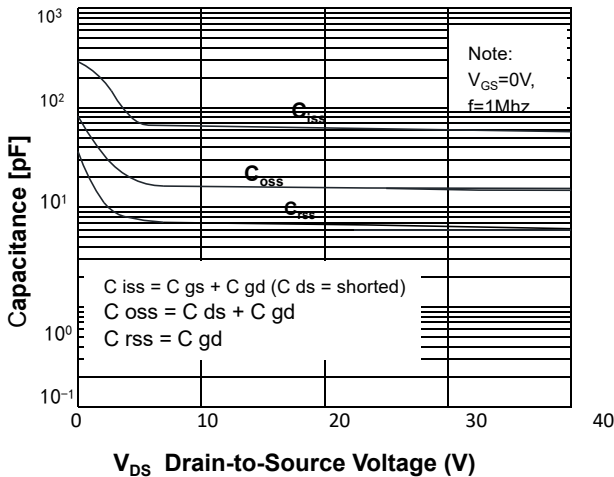 10³
Note:
V_GS=0V,
f=1Mhz
10²
C_iss
C_oss
10¹
C_rss
Capacitance [pF]
C iss = C gs + C gd (C ds = shorted)
C oss = C ds + C gd
C rss = C gd
10⁰
10⁻¹
0 10 20 30 40
V_DS Drain-to-Source Voltage (V)